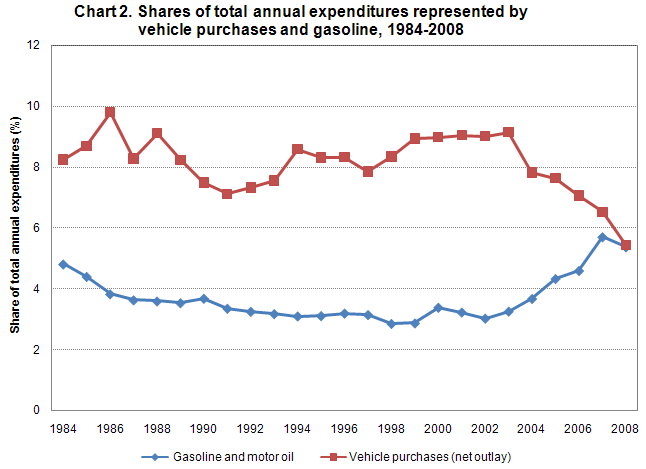 Chart 2. Shares of total annual expenditures represented by
vehicle purchases and gasoline, 1984-2008
12
10
8
6
4
2
0
Share of total annual expenditures (%)
1984 1986 1988 1990 1992 1994 1996 1998 2000 2002 2004 2006 2008
Gasoline and motor oil Vehicle purchases (net outlay)